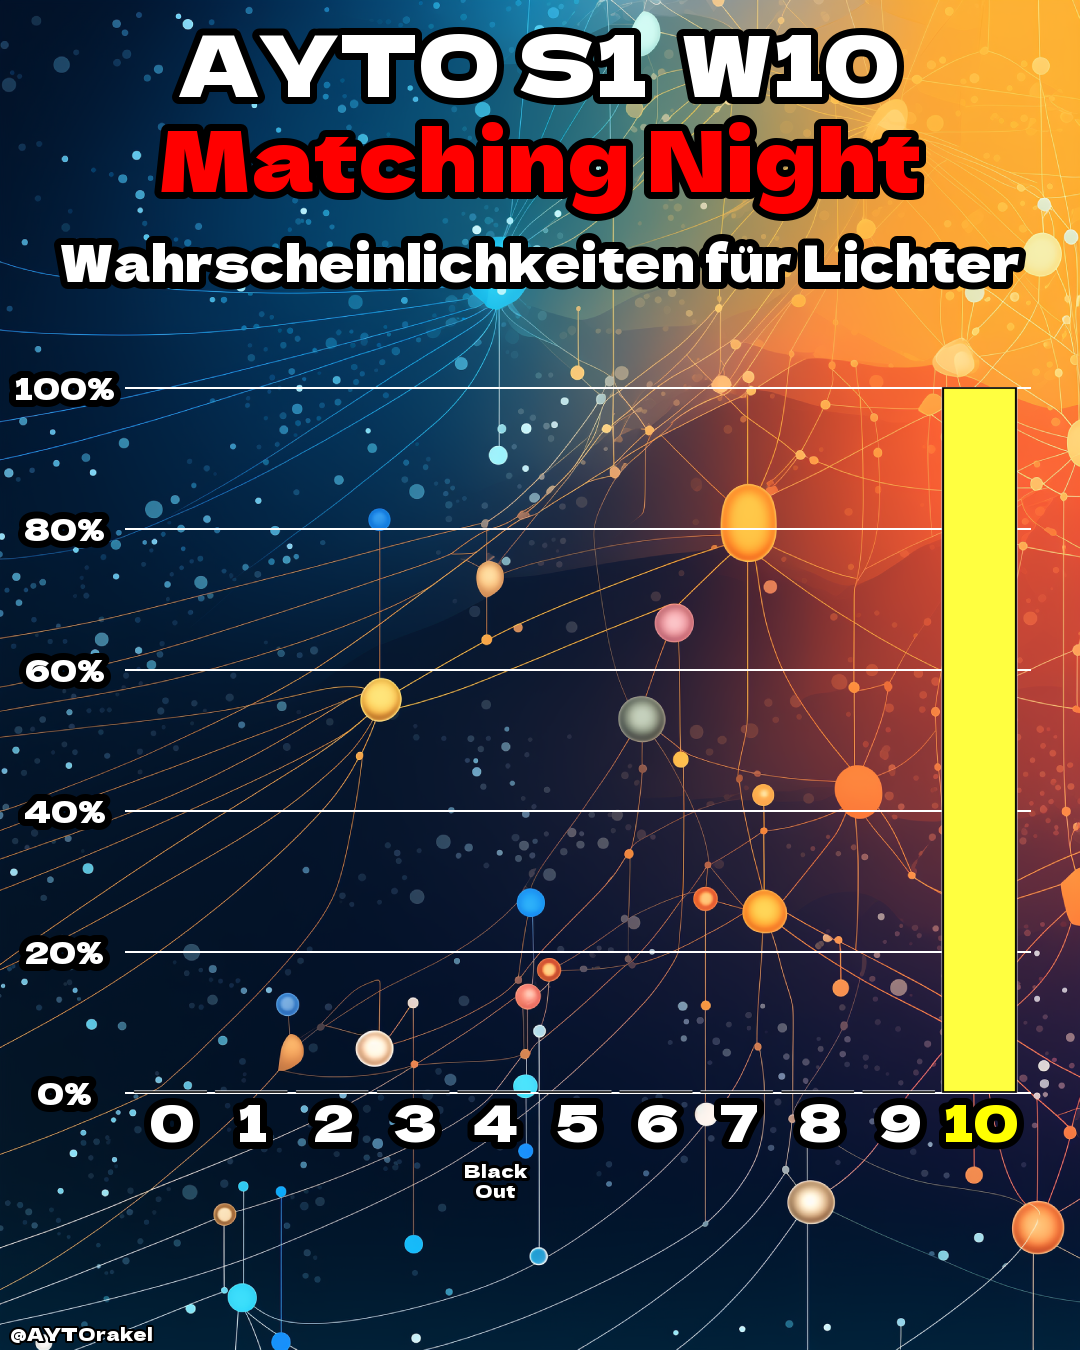 AYTO S1 W10
Matching Night
Wahrscheinlichkeiten für Lichter
100%
80%
60%
40%
20%
0%
0 1 2 3 4 5 6 7 8 9 10
Black
Out
@AYTOrakel